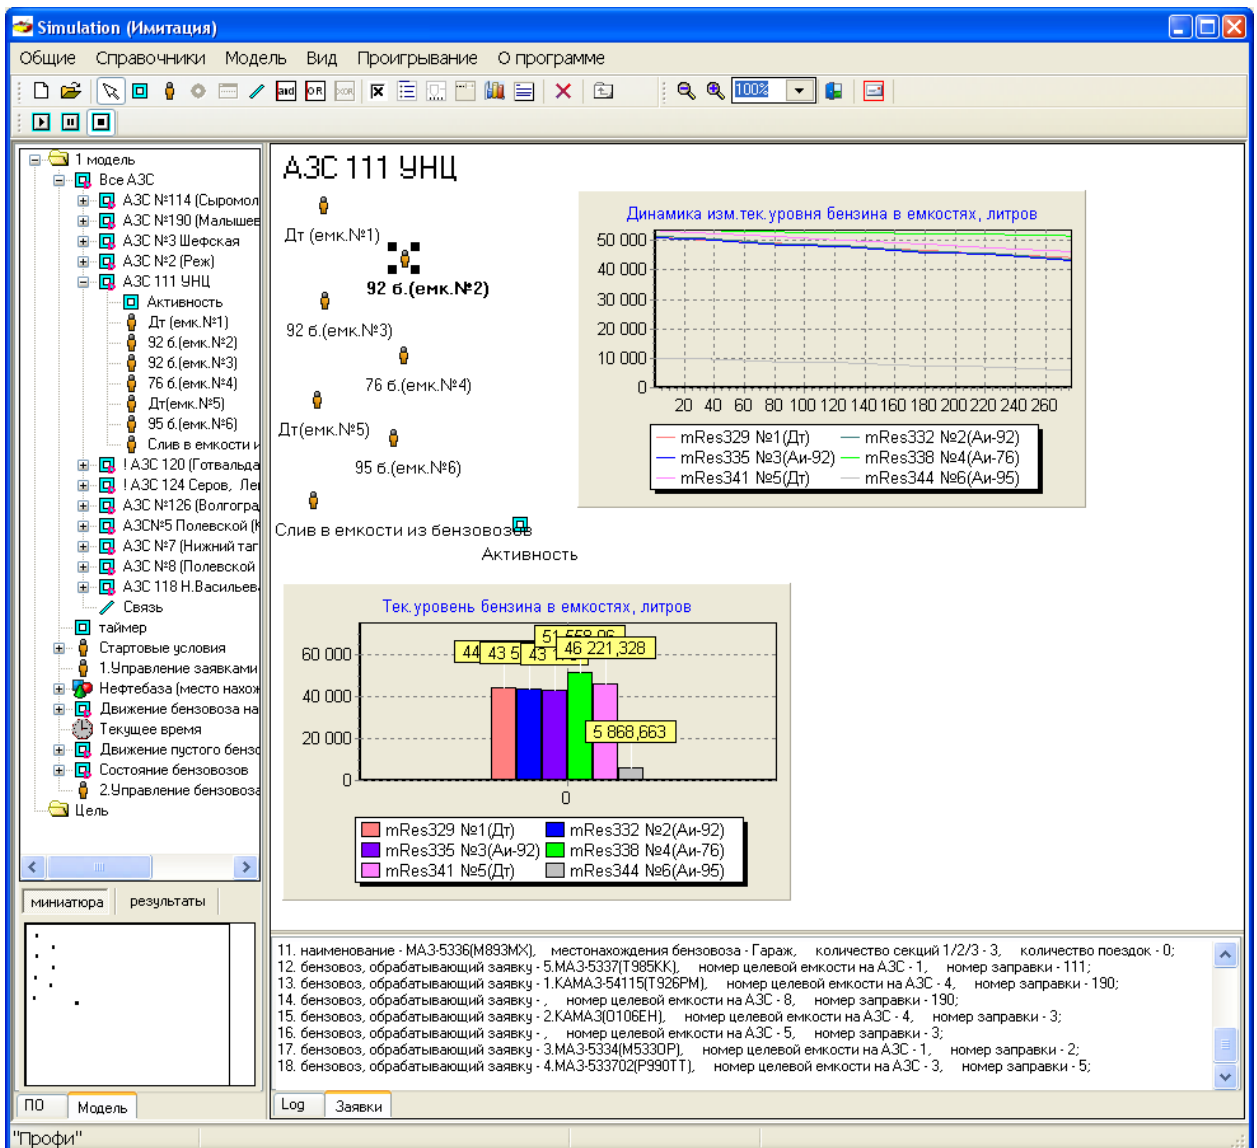 Simulation (Имитация)
Общие Справочники Модель Вид Проигрывание О программе
and OR XOR 100%
1 модель
Все АЗС
АЗС №114 (Сыромол
АЗС №190 (Малышев
АЗС №3 Шефская
АЗС №2 (Реж)
АЗС 111 УНЦ
Активность
Дт (емк.№1)
92 б.(емк.№2)
92 б.(емк.№3)
76 б.(емк.№4)
Дт(емк.№5)
95 б.(емк.№6)
Слив в емкости и
! АЗС 120 (Готвальда
! АЗС 124 Серов, Ле
АЗС №126 (Волгоград
АЗС№5 Полевской (К
АЗС №7 (Нижний таг
АЗС №8 (Полевской
АЗС 118 Н.Васильева
Связь
таймер
Стартовые условия
1.Управление заявками
Нефтебаза (место нахож
Движение бензовоза на
Текущее время
Движение пустого бензо
Состояние бензовозов
2.Управление бензовоза
Цель
миниатюра результаты
ПО Модель
АЗС 111 УНЦ
Дт (емк.№1)
92 б.(емк.№2)
92 б.(емк.№3)
76 б.(емк.№4)
Дт(емк.№5)
95 б.(емк.№6)
Слив в емкости из бензовозов
Активность
Динамика изм.тек.уровня бензина в емкостях, литров
50 000
40 000
30 000
20 000
10 000
0
20 40 60 80 100 120 140 160 180 200 220 240 260
mRes329 №1(Дт) mRes332 №2(Аи-92)
mRes335 №3(Аи-92) mRes338 №4(Аи-76)
mRes341 №5(Дт) mRes344 №6(Аи-95)
Тек.уровень бензина в емкостях, литров
60 000
40 000
20 000
0
44 43 5 43 51 558,06 46 221,328
5 868,663
0
mRes329 №1(Дт) mRes332 №2(Аи-92)
mRes335 №3(Аи-92) mRes338 №4(Аи-76)
mRes341 №5(Дт) mRes344 №6(Аи-95)
11. наименование - МАЗ-5336(М893МХ), местонахождения бензовоза - Гараж, количество секций 1/2/3 - 3, количество поездок - 0;
12. бензовоз, обрабатывающий заявку - 5.МАЗ-5337(Т985КК), номер целевой емкости на АЗС - 1, номер заправки - 111;
13. бензовоз, обрабатывающий заявку - 1.КАМАЗ-54115(Т926РМ), номер целевой емкости на АЗС - 4, номер заправки - 190;
14. бензовоз, обрабатывающий заявку - , номер целевой емкости на АЗС - 8, номер заправки - 190;
15. бензовоз, обрабатывающий заявку - 2.КАМАЗ(О106ЕН), номер целевой емкости на АЗС - 4, номер заправки - 3;
16. бензовоз, обрабатывающий заявку - , номер целевой емкости на АЗС - 5, номер заправки - 3;
17. бензовоз, обрабатывающий заявку - 3.МАЗ-5334(М533ОР), номер целевой емкости на АЗС - 1, номер заправки - 2;
18. бензовоз, обрабатывающий заявку - 4.МАЗ-533702(Р990ТТ), номер целевой емкости на АЗС - 3, номер заправки - 5;
Log Заявки
"Профи"